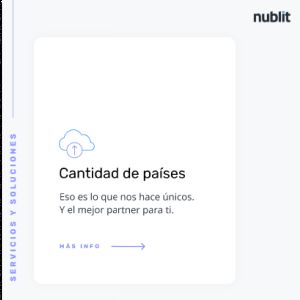 nublit
SERVICIOS Y SOLUCIONES
Cantidad de países
Eso es lo que nos hace únicos.
Y el mejor partner para ti.
MÁS INFO